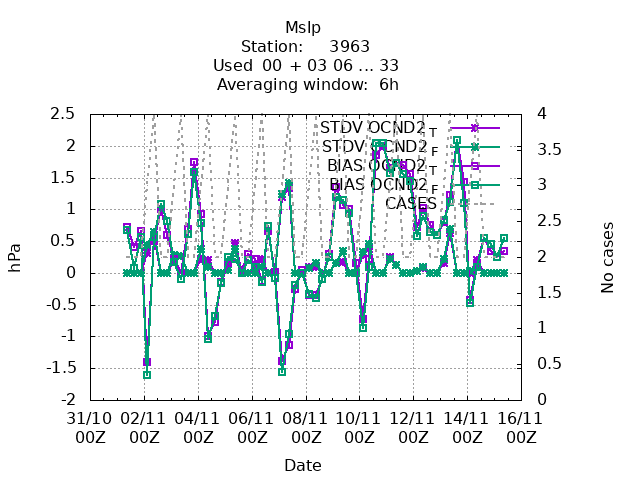 Mslp
Station: 3963
Used 00 + 03 06 ... 33
Averaging window: 6h
2.5
2
1.5
1
0.5
0
-0.5
-1
-1.5
-2
hPa
STDV OCND2 T
STDV OCND2 F
BIAS OCND2 T
BIAS OCND2 F
CASES
4
3.5
3
2.5
2
1.5
1
0.5
0
No cases
31/10 02/11 04/11 06/11 08/11 10/11 12/11 14/11 16/11
00Z 00Z 00Z 00Z 00Z 00Z 00Z 00Z 00Z
Date